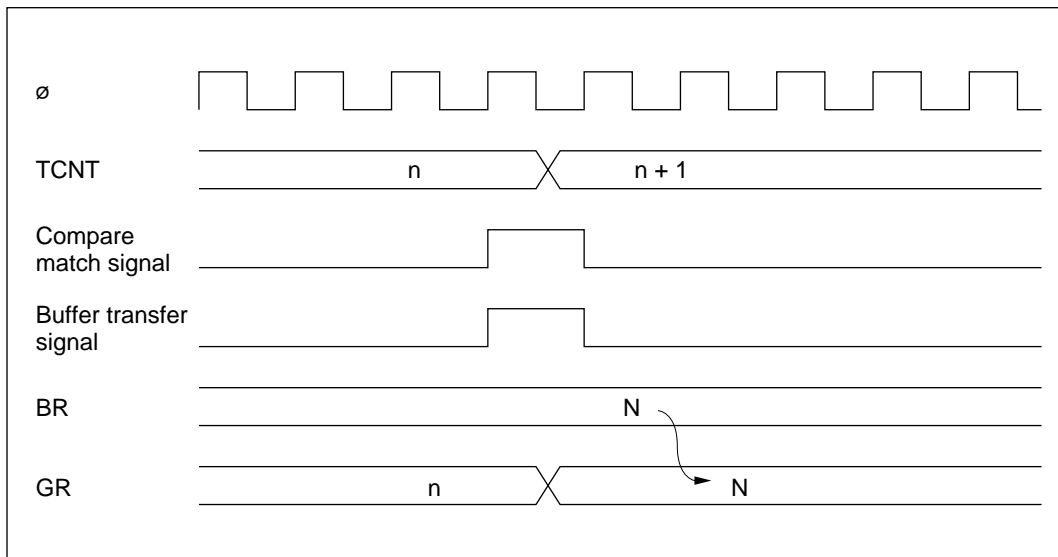 ø
TCNT n n + 1
Compare
match signal
Buffer transfer
signal
BR N
GR n N